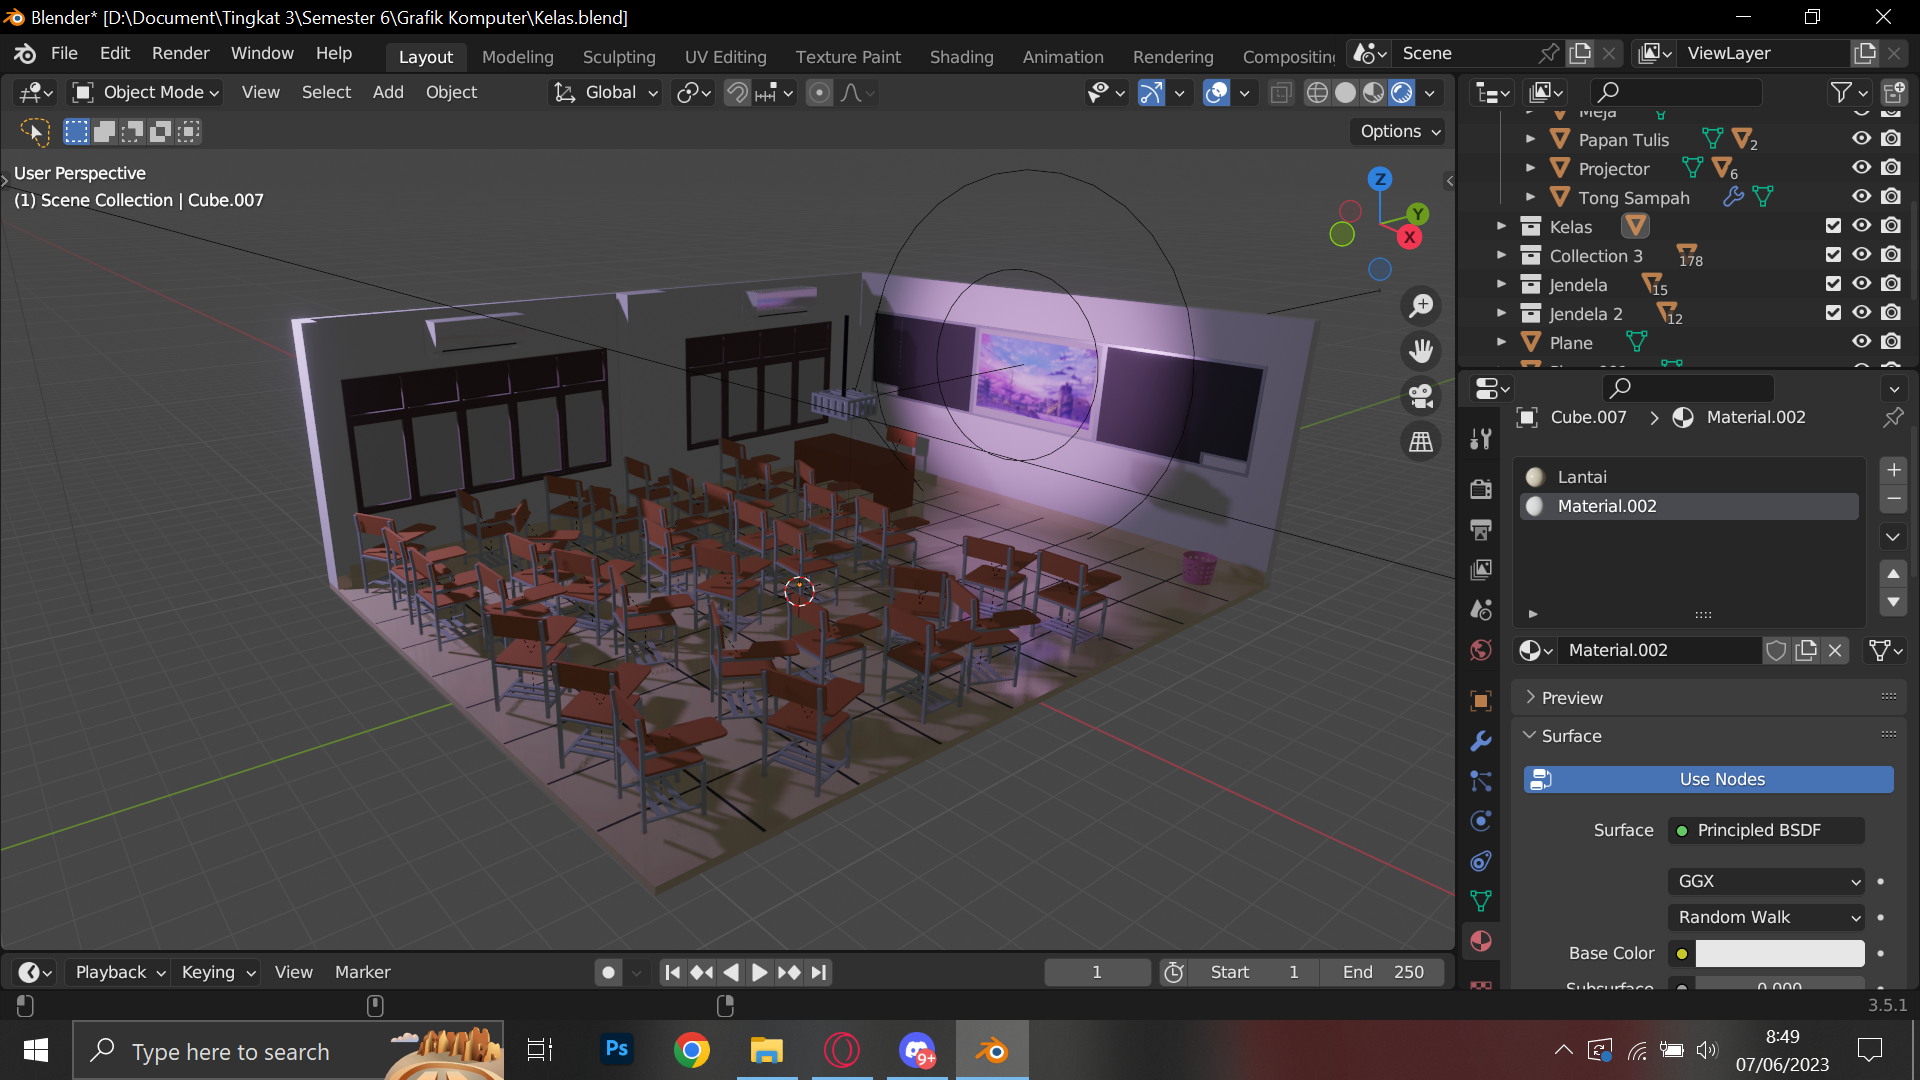 Blender* [D:\Document\Tingkat 3\Semester 6\Grafik Komputer\Kelas.blend]
File Edit Render Window Help
Layout Modeling Sculpting UV Editing Texture Paint Shading Animation Rendering Compositing
Scene
ViewLayer
Object Mode View Select Add Object
Global
Options
User Perspective
(1) Scene Collection | Cube.007
Z
Y
X
Meja
Papan Tulis 2
Projector 6
Tong Sampah
Kelas
Collection 3 178
Jendela 15
Jendela 2 12
Plane
Cube.007 > Material.002
Lantai
Material.002
Material.002
Preview
Surface
Use Nodes
Surface Principled BSDF
GGX
Random Walk
Base Color
Subsurface 0.000
Playback Keying View Marker
1 Start 1 End 250
3.5.1
Type here to search
Ps
9+
8:49
07/06/2023